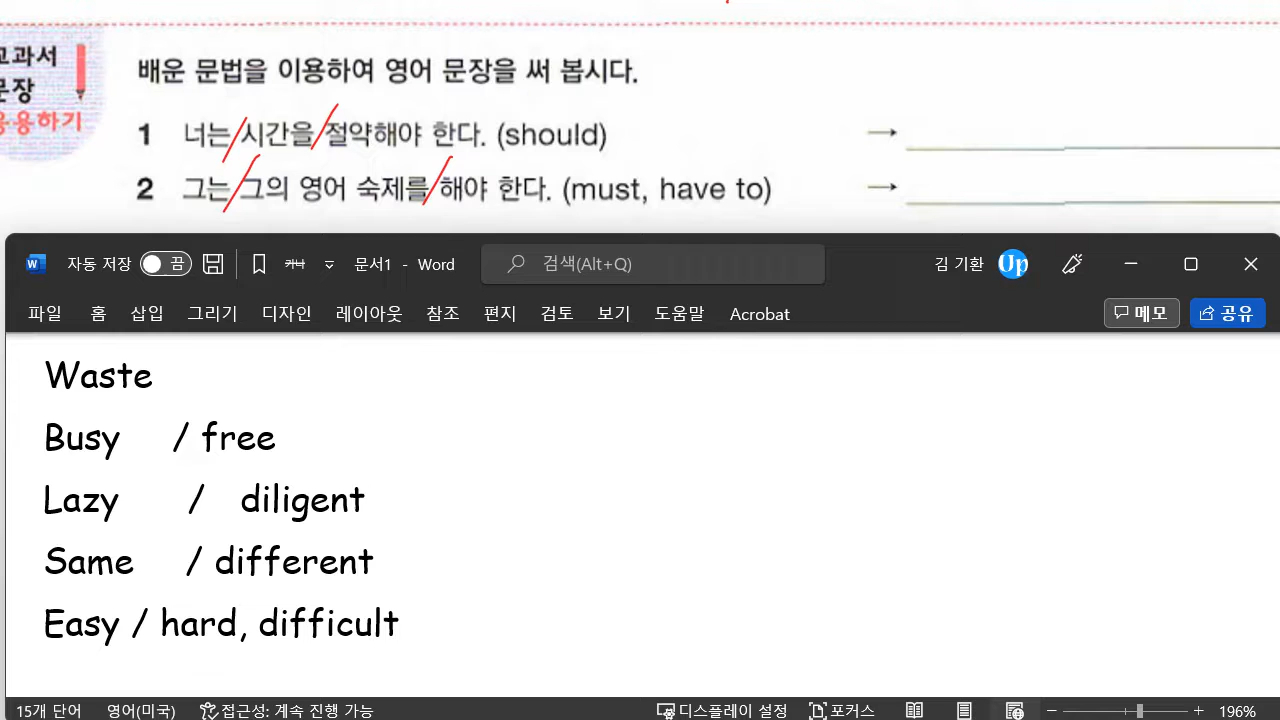 교과서
문장
응용하기
배운 문법을 이용하여 영어 문장을 써 봅시다.
1 너는/시간을/절약해야 한다. (should) →
2 그는/그의 영어 숙제를/해야 한다. (must, have to) →
자동 저장 끔 가나 문서1 - Word 검색(Alt+Q) 김 기환 Up
파일 홈 삽입 그리기 디자인 레이아웃 참조 편지 검토 보기 도움말 Acrobat 메모 공유
Waste
Busy / free
Lazy / diligent
Same / different
Easy / hard, difficult
15개 단어 영어(미국) 접근성: 계속 진행 가능 디스플레이 설정 포커스 196%